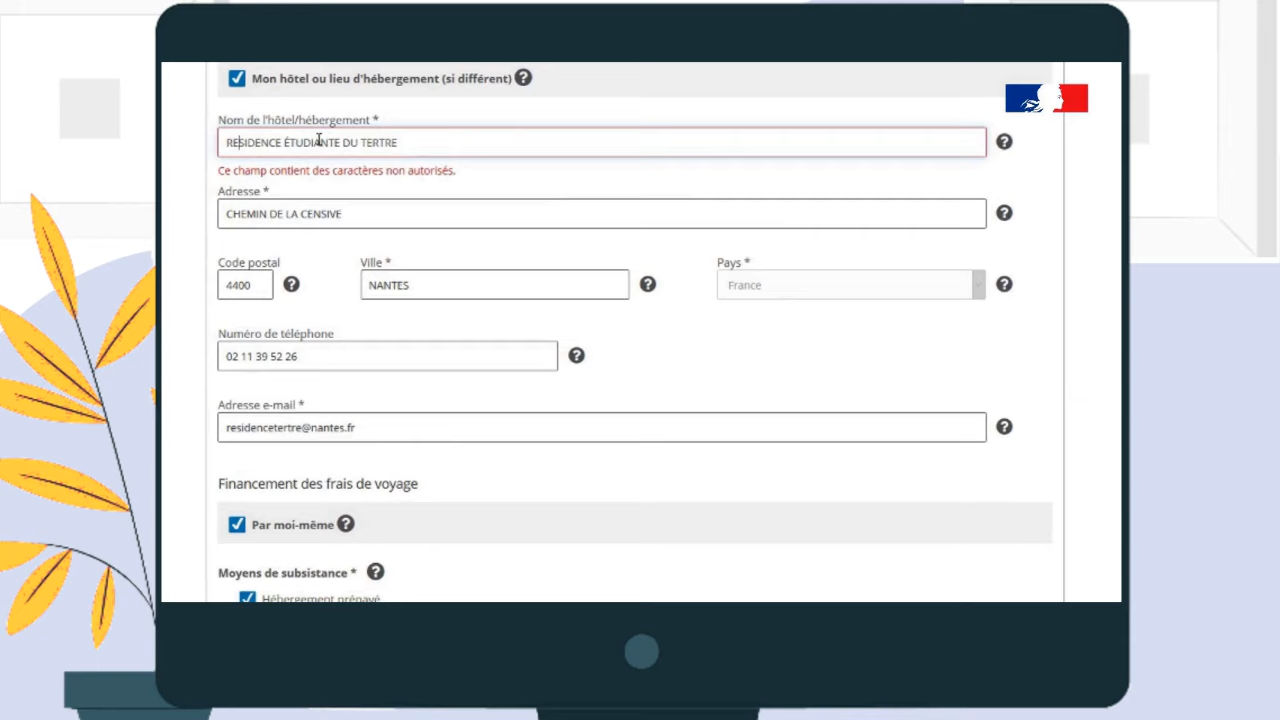 Mon hôtel ou lieu d'hébergement (si différent) ?
Nom de l'hôtel/hébergement *
RESIDENCE ÉTUDIANTE DU TERTRE ?
Ce champ contient des caractères non autorisés.
Adresse *
CHEMIN DE LA CENSIVE ?
Code postal Ville * Pays *
4400 ? NANTES ? France ?
Numéro de téléphone
02 11 39 52 26 ?
Adresse e-mail *
residencetertre@nantes.fr ?
Financement des frais de voyage
Par moi-même ?
Moyens de subsistance * ?
Hébergement prépayé